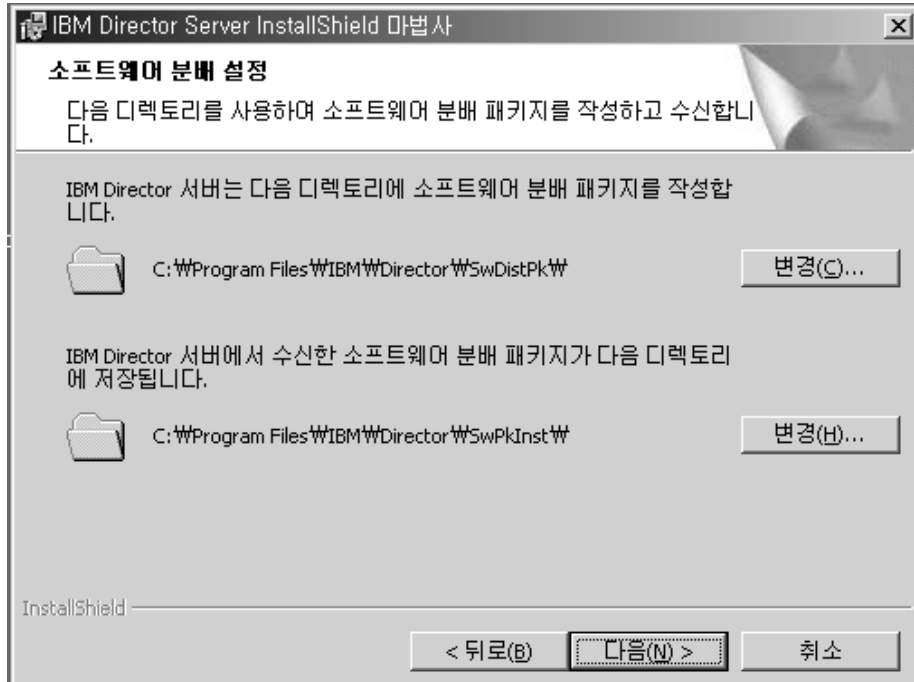 IBM Director Server InstallShield 마법사
소프트웨어 분배 설정
다음 디렉토리를 사용하여 소프트웨어 분배 패키지를 작성하고 수신합니
다.
IBM Director 서버는 다음 디렉토리에 소프트웨어 분배 패키지를 작성합
니다.
C:₩Program Files₩IBM₩Director₩SwDistPk₩
변경(C)...
IBM Director 서버에서 수신한 소프트웨어 분배 패키지가 다음 디렉토리
에 저장됩니다.
C:₩Program Files₩IBM₩Director₩SwPkInst₩
변경(H)...
InstallShield
< 뒤로(B)
다음(N) >
취소